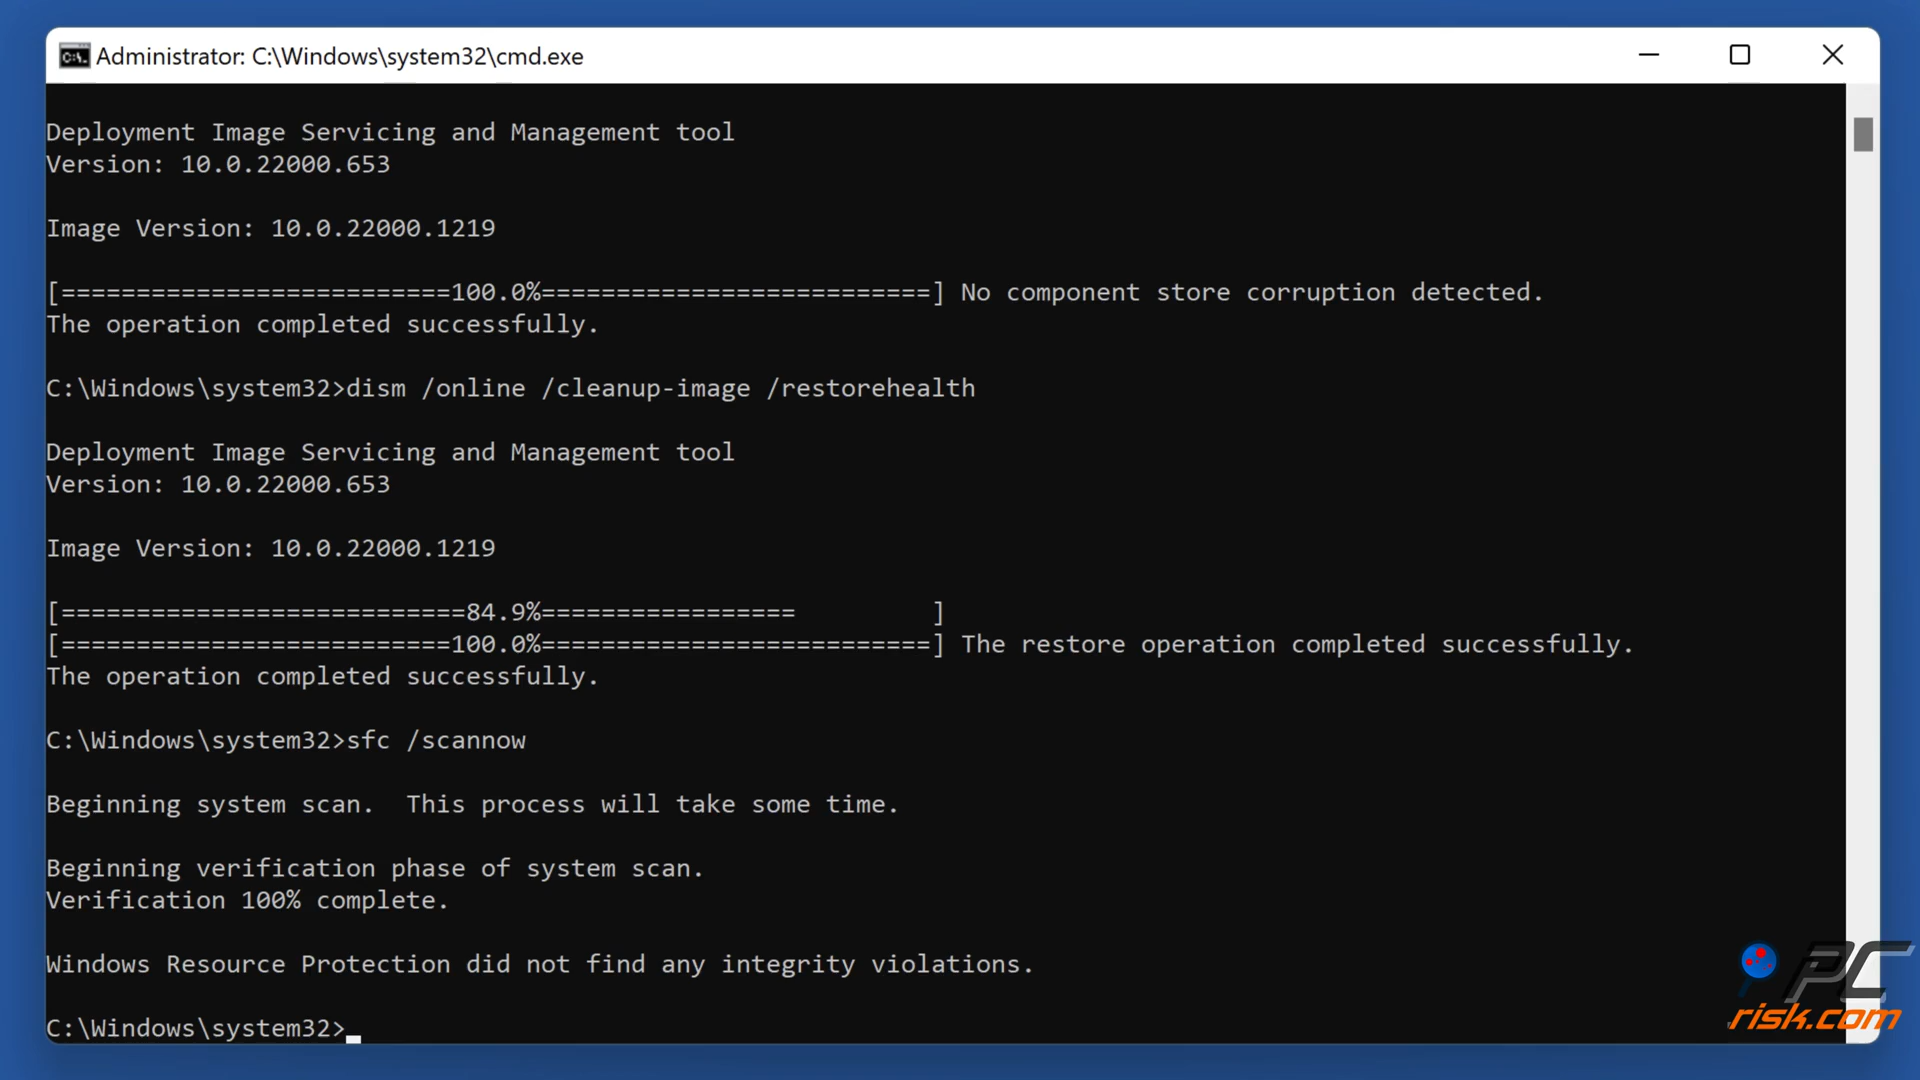 Administrator: C:\Windows\system32\cmd.exe
Deployment Image Servicing and Management tool
Version: 10.0.22000.653
Image Version: 10.0.22000.1219
[==========================100.0%==========================] No component store corruption detected.
The operation completed successfully.
C:\Windows\system32>dism /online /cleanup-image /restorehealth
Deployment Image Servicing and Management tool
Version: 10.0.22000.653
Image Version: 10.0.22000.1219
[===========================84.9%=================         ]
[==========================100.0%==========================] The restore operation completed successfully.
The operation completed successfully.
C:\Windows\system32>sfc /scannow
Beginning system scan.  This process will take some time.
Beginning verification phase of system scan.
Verification 100% complete.
Windows Resource Protection did not find any integrity violations.
C:\Windows\system32>
PC
risk.com